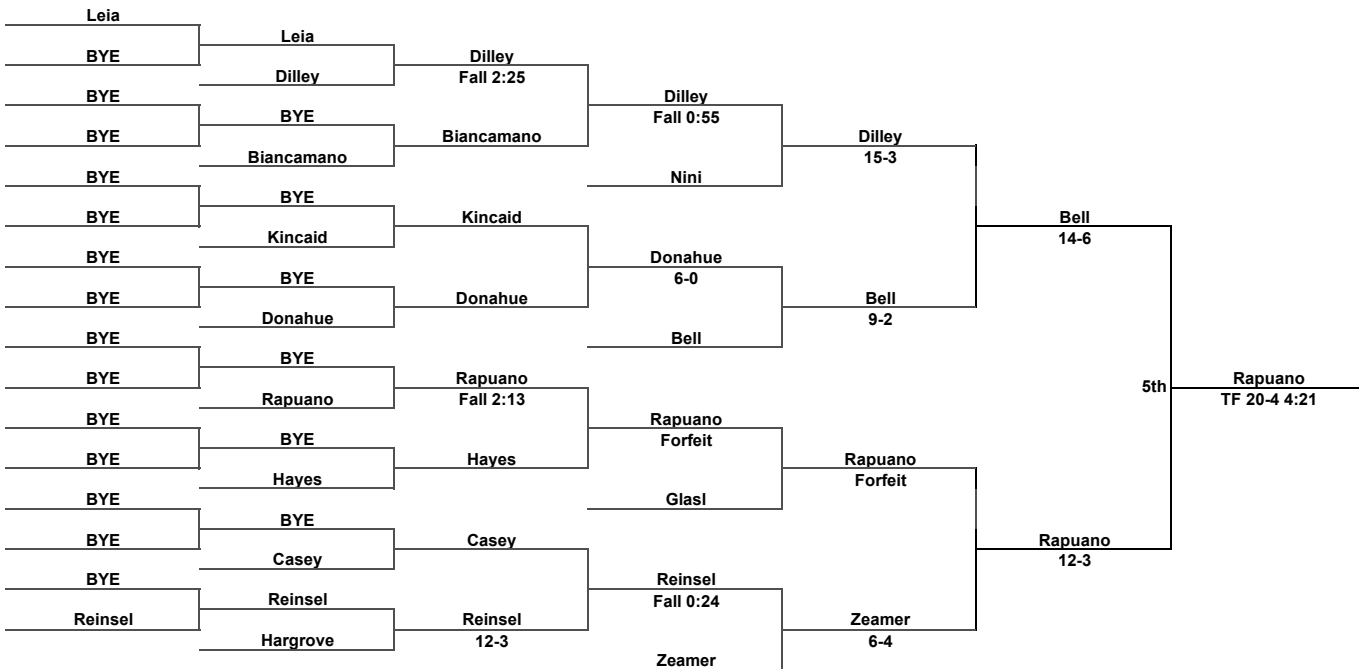 Leia
BYE
BYE
BYE
BYE
BYE
BYE
BYE
BYE
BYE
BYE
BYE
BYE
BYE
BYE
Reinsel
Leia
Dilley
BYE
Biancamano
BYE
Kincaid
BYE
Donahue
BYE
Rapuano
BYE
Hayes
BYE
Casey
Reinsel
Hargrove
Dilley
Fall 2:25
Biancamano
Kincaid
Donahue
Rapuano
Fall 2:13
Hayes
Casey
Reinsel
12-3
Dilley
Fall 0:55
Nini
Donahue
6-0
Bell
Rapuano
Forfeit
Glasl
Reinsel
Fall 0:24
Zeamer
Dilley
15-3
Bell
9-2
Rapuano
Forfeit
Zeamer
6-4
Bell
14-6
Rapuano
12-3
5th
Rapuano
TF 20-4 4:21